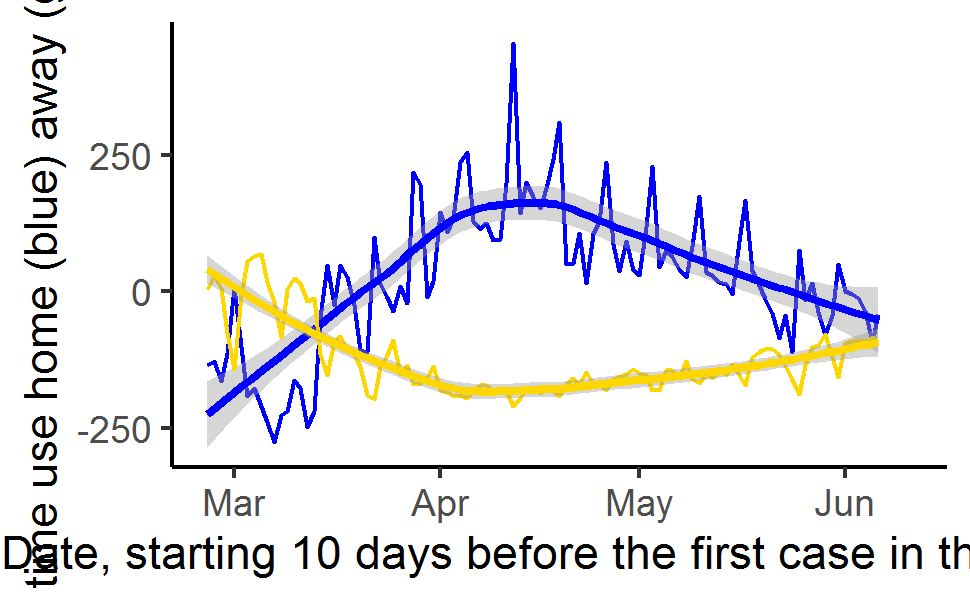 time use home (blue) away (
250
0
-250
Mar Apr May Jun
Date, starting 10 days before the first case in th